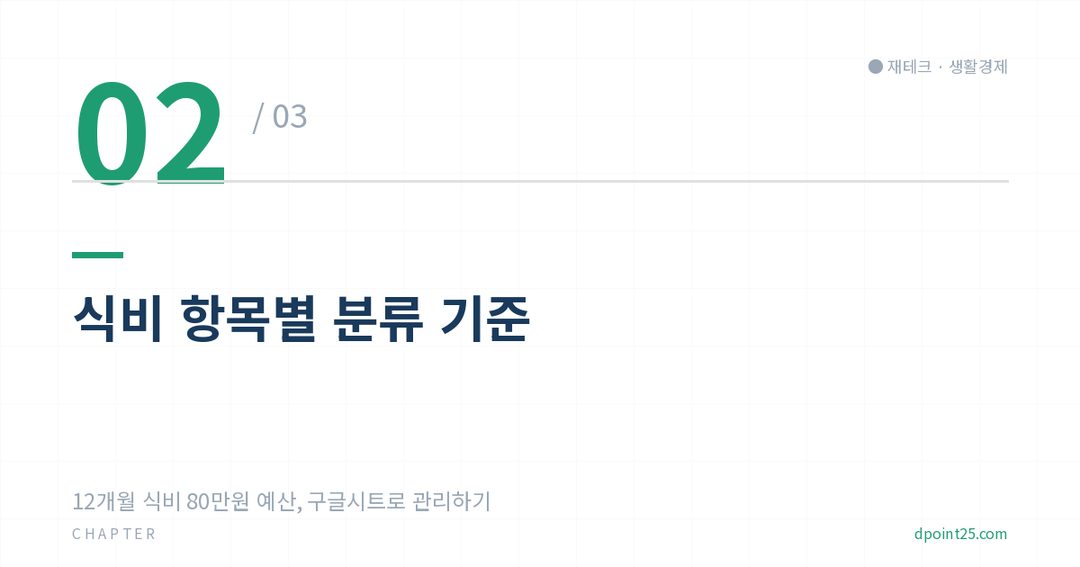 02 / 03
● 재테크 · 생활경제
식비 항목별 분류 기준
12개월 식비 80만원 예산, 구글시트로 관리하기
CHAPTER
dpoint25.com